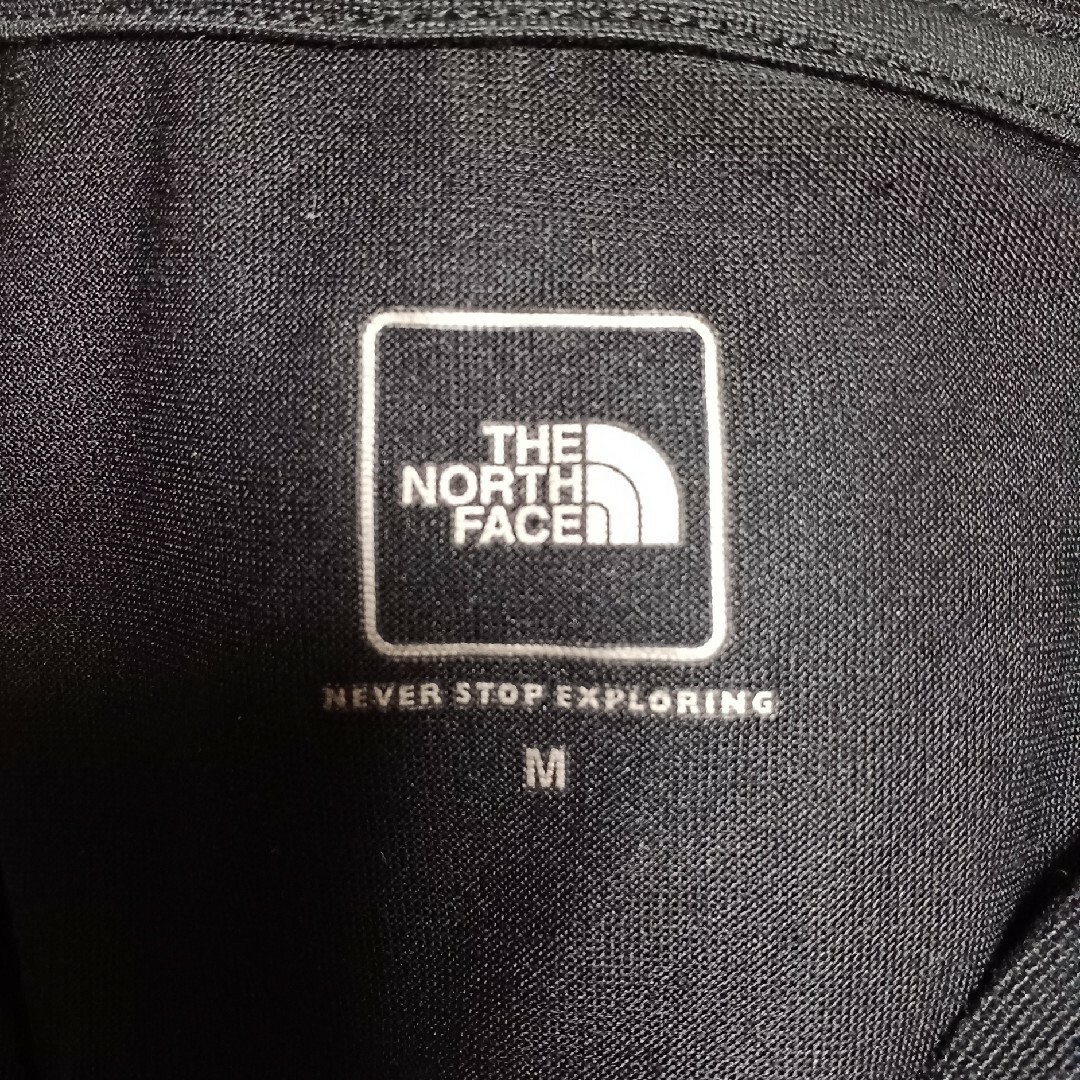 THE
NORTH
FACE
NEVER STOP EXPLORING
M